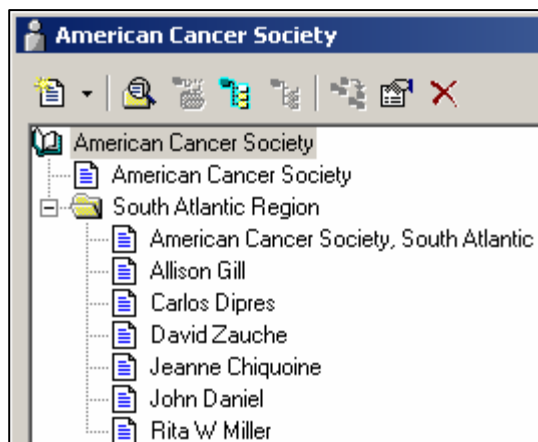 American Cancer Society
American Cancer Society
American Cancer Society
South Atlantic Region
American Cancer Society, South Atlantic
Allison Gill
Carlos Dipres
David Zauche
Jeanne Chiquoine
John Daniel
Rita W Miller